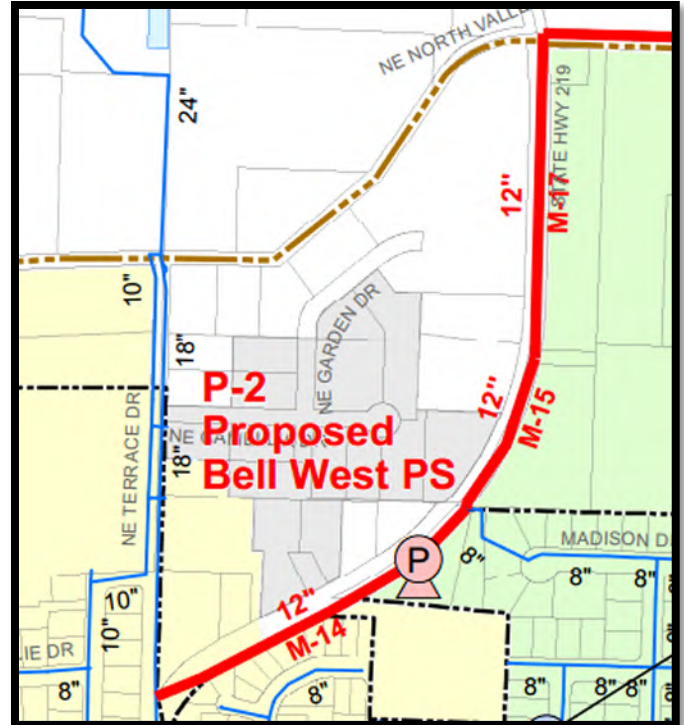 NE NORTH VALLE
24"
STATE HWY 219
12"
M-17
10"
18"
NE GARDEN DR
P-2
Proposed
Bell West PS
NE TERRACE DR
18"
12"
M-15
P
8"
MADISON D
8"
8"
10"
10"
12"
M-14
IE DR
8"
8"
8"
8"
8"